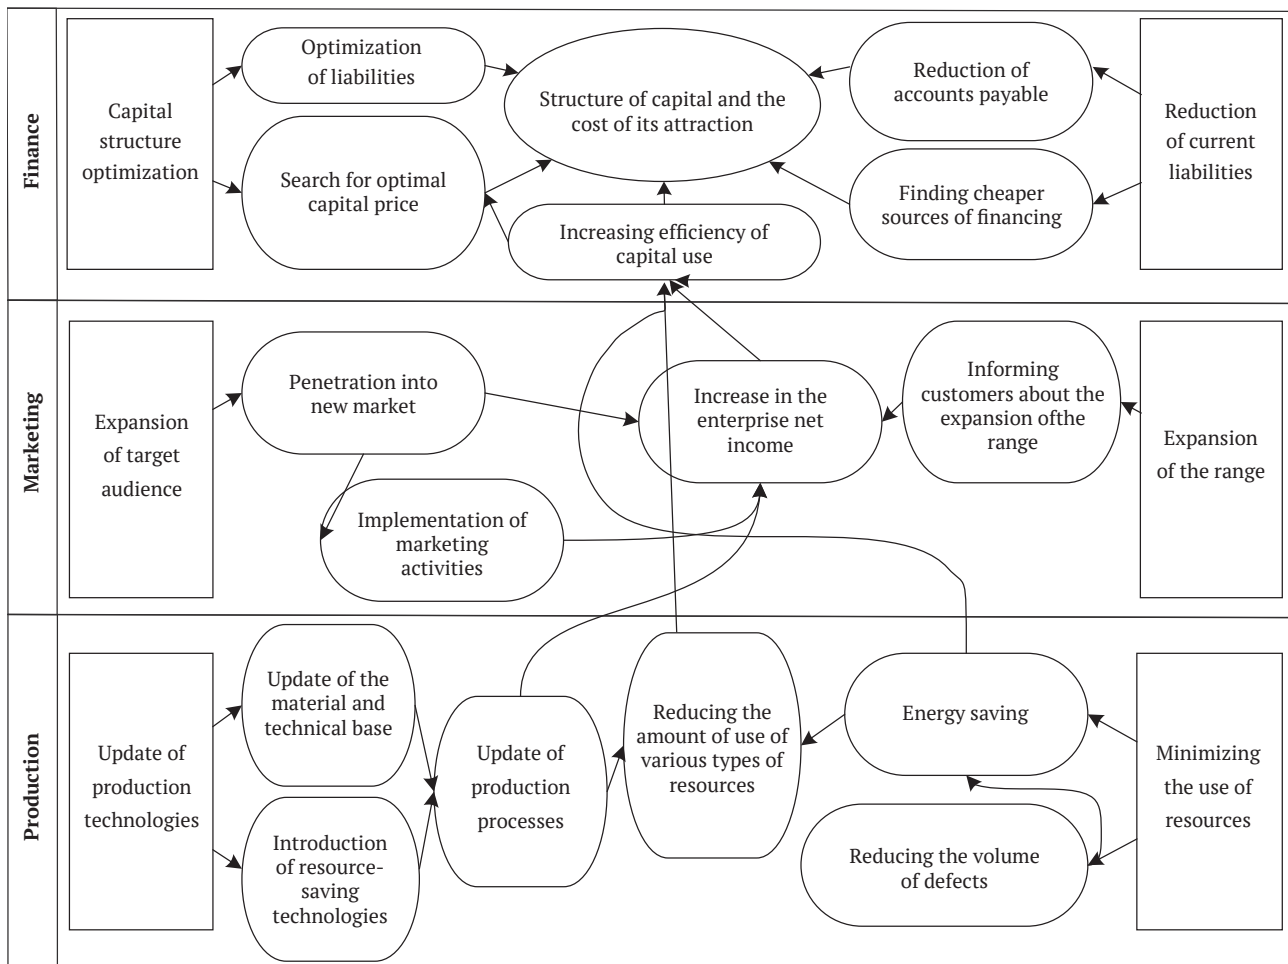 Finance
Capital
structure
optimization
Optimization
of liabilities
Search for optimal
capital price
Structure of capital and the
cost of its attraction
Increasing efficiency of
capital use
Reduction of
accounts payable
Finding cheaper
sources of financing
Reduction
of current
liabilities
Marketing
Expansion
of target
audience
Penetration into
new market
Implementation of
marketing
activities
Increase in the
enterprise net
income
Informing
customers about the
expansion ofthe
range
Expansion
of the range
Production
Update of
production
technologies
Update of the
material and
technical base
Introduction
of resource-
saving
technologies
Update of
production
processes
Reducing the
amount of use of
various types of
resources
Energy saving
Reducing the volume
of defects
Minimizing
the use of
resources